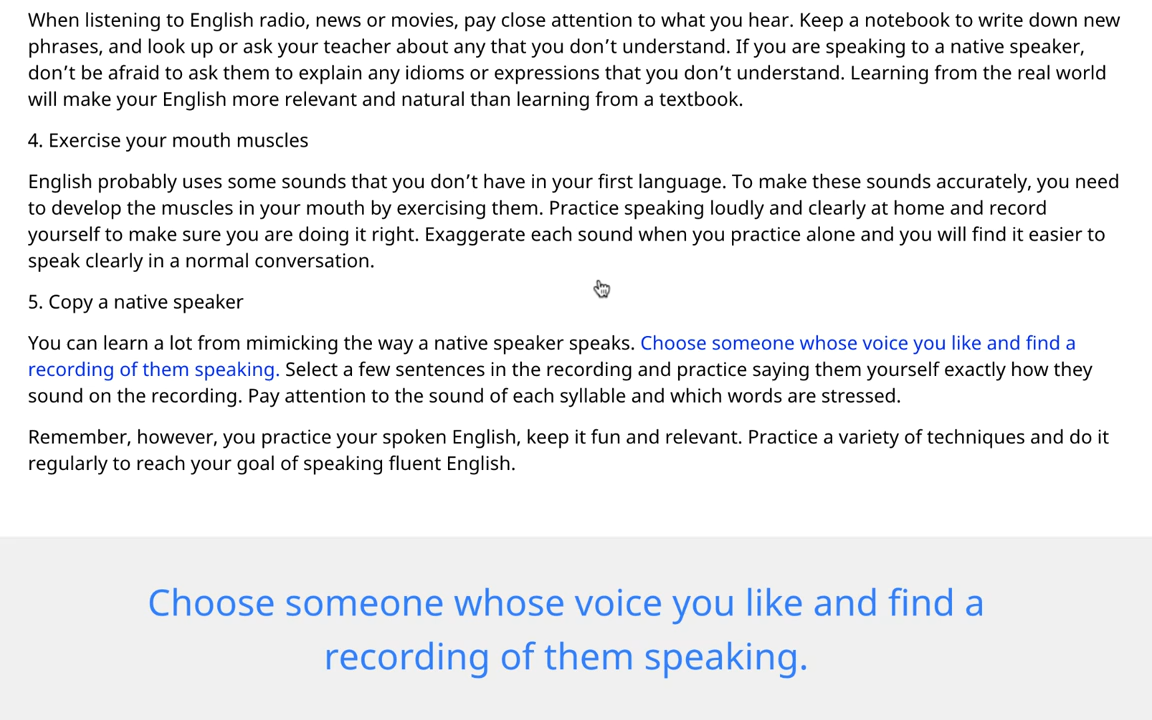 When listening to English radio, news or movies, pay close attention to what you hear. Keep a notebook to write down new
phrases, and look up or ask your teacher about any that you don’t understand. If you are speaking to a native speaker,
don’t be afraid to ask them to explain any idioms or expressions that you don’t understand. Learning from the real world
will make your English more relevant and natural than learning from a textbook.
4. Exercise your mouth muscles
English probably uses some sounds that you don’t have in your first language. To make these sounds accurately, you need
to develop the muscles in your mouth by exercising them. Practice speaking loudly and clearly at home and record
yourself to make sure you are doing it right. Exaggerate each sound when you practice alone and you will find it easier to
speak clearly in a normal conversation.
5. Copy a native speaker
You can learn a lot from mimicking the way a native speaker speaks. Choose someone whose voice you like and find a
recording of them speaking. Select a few sentences in the recording and practice saying them yourself exactly how they
sound on the recording. Pay attention to the sound of each syllable and which words are stressed.
Remember, however, you practice your spoken English, keep it fun and relevant. Practice a variety of techniques and do it
regularly to reach your goal of speaking fluent English.
Choose someone whose voice you like and find a
recording of them speaking.